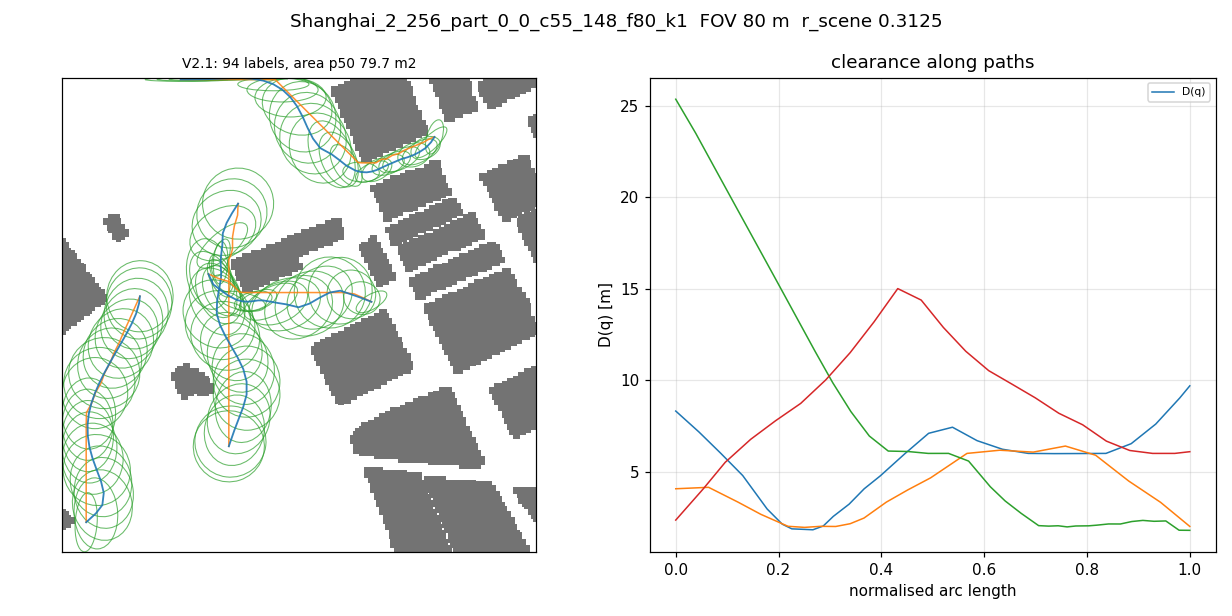 Shanghai_2_256_part_0_0_c55_148_f80_k1 FOV 80 m r_scene 0.3125
V2.1: 94 labels, area p50 79.7 m2
clearance along paths
D(q)
25
20
15
10
5
D(q) [m]
0.0 0.2 0.4 0.6 0.8 1.0
normalised arc length